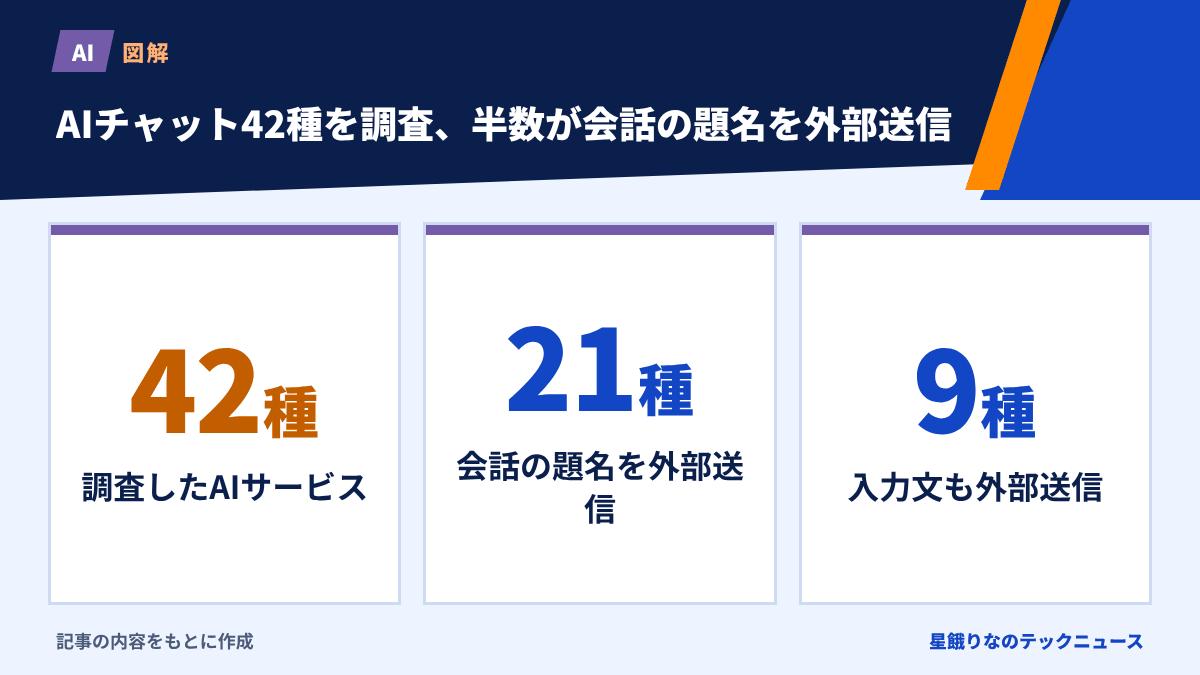 AI 図解
AIチャット42種を調査、半数が会話の題名を外部送信
42種
調査したAIサービス
21種
会話の題名を外部送
信
9種
入力文も外部送信
記事の内容をもとに作成
星餓りなのテックニュース